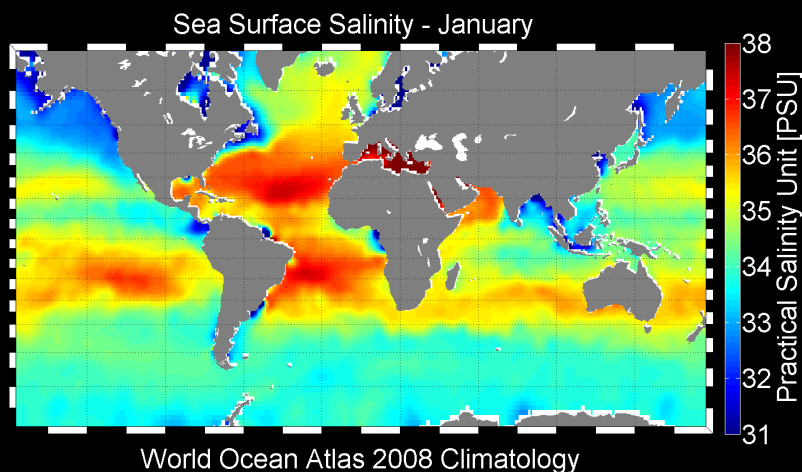 Sea Surface Salinity - January
38
37
36
35
34
33
32
31
Practical Salinity Unit [PSU]
World Ocean Atlas 2008 Climatology